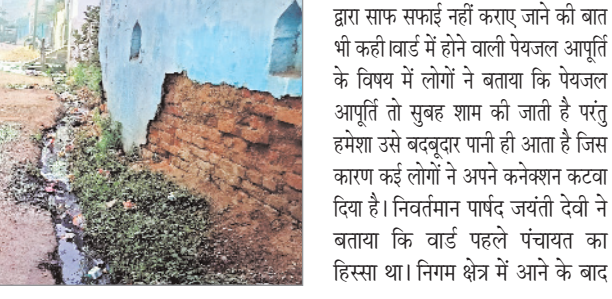 द्वारा साफ सफाई नहीं कराए जाने की बात
भी कही।वार्ड में होने वाली पेयजल आपूर्ति
के विषय में लोगों ने बताया कि पेयजल
आपूर्ति तो सुबह शाम की जाती है परंतु
हमेशा उसे बदबूदार पानी ही आता है जिस
कारण कई लोगों ने अपने कनेक्शन कटवा
दिया है। निवर्तमान पार्षद जयंती देवी ने
बताया कि वार्ड पहले पंचायत का
हिस्सा था। निगम क्षेत्र में आने के बाद